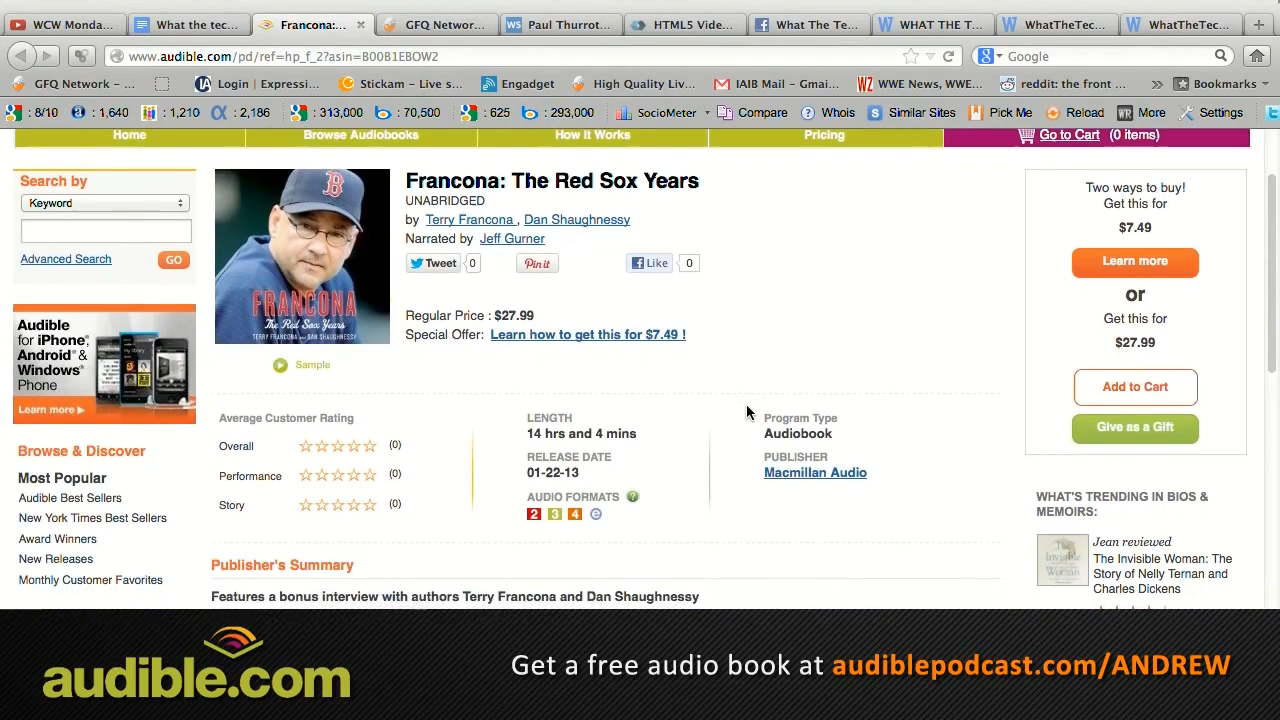 WCW Monda...
What the tec...
Francona:...
GFQ Networ...
Paul Thurrot...
HTML5 Vide...
What The Te...
WHAT THE T...
WhatTheTec...
WhatTheTec...
www.audible.com/pd/ref=hp_f_2?asin=B00B1EBOW2
Google
GFQ Network -...
Login | Expressi...
Stickam – Live s...
Engadget
High Quality Liv...
IAIB Mail – Gmai...
WWE News, WWE...
reddit: the front ...
Bookmarks
: 8/10
: 1,640
: 1,210
: 2,186
: 313,000
: 70,500
: 625
: 293,000
SocioMeter
Compare
Whois
Similar Sites
Pick Me
Reload
More
Settings
Home
Browse Audiobooks
How It Works
Pricing
Go to Cart (0 items)
Search by
Keyword
Advanced Search
GO
Audible
for iPhone,
Android &
Windows
Phone
Learn more
Browse & Discover
Most Popular
Audible Best Sellers
New York Times Best Sellers
Award Winners
New Releases
Monthly Customer Favorites
FRANCONA
The Red Sox Years
TERRY FRANCONA AND DAN SHAUGHNESSY
Sample
Francona: The Red Sox Years
UNABRIDGED
by Terry Francona , Dan Shaughnessy
Narrated by Jeff Gurner
Tweet 0
Pin it
Like 0
Regular Price : $27.99
Special Offer: Learn how to get this for $7.49 !
Average Customer Rating
Overall (0)
Performance (0)
Story (0)
LENGTH
14 hrs and 4 mins
RELEASE DATE
01-22-13
AUDIO FORMATS
2 3 4 e
Program Type
Audiobook
PUBLISHER
Macmillan Audio
Publisher's Summary
Features a bonus interview with authors Terry Francona and Dan Shaughnessy
Two ways to buy!
Get this for
$7.49
Learn more
or
Get this for
$27.99
Add to Cart
Give as a Gift
WHAT'S TRENDING IN BIOS &
MEMOIRS:
The
Invisible
Woman
Jean reviewed
The Invisible Woman: The
Story of Nelly Ternan and
Charles Dickens
audible.com
Get a free audio book at audiblepodcast.com/ANDREW